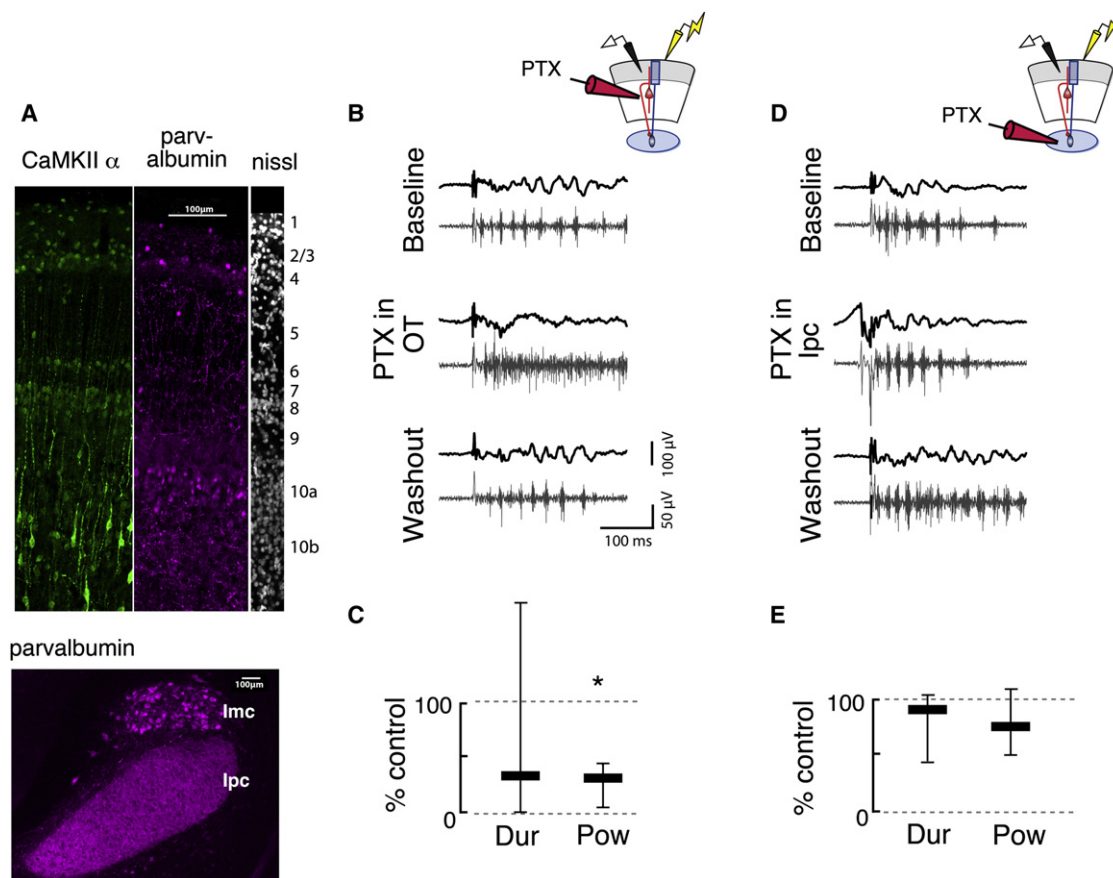 A
CaMKII α
parv-
albumin
nissl
100µm
1
2/3
4
5
6
7
8
9
10a
10b
parvalbumin
100µm
Imc
Ipc
B
PTX
Baseline
PTX in
OT
Washout
100 µV
50 µV
100 ms
C
% control
100
0
*
Dur
Pow
D
PTX
Baseline
PTX in
Ipc
Washout
E
% control
100
0
Dur
Pow